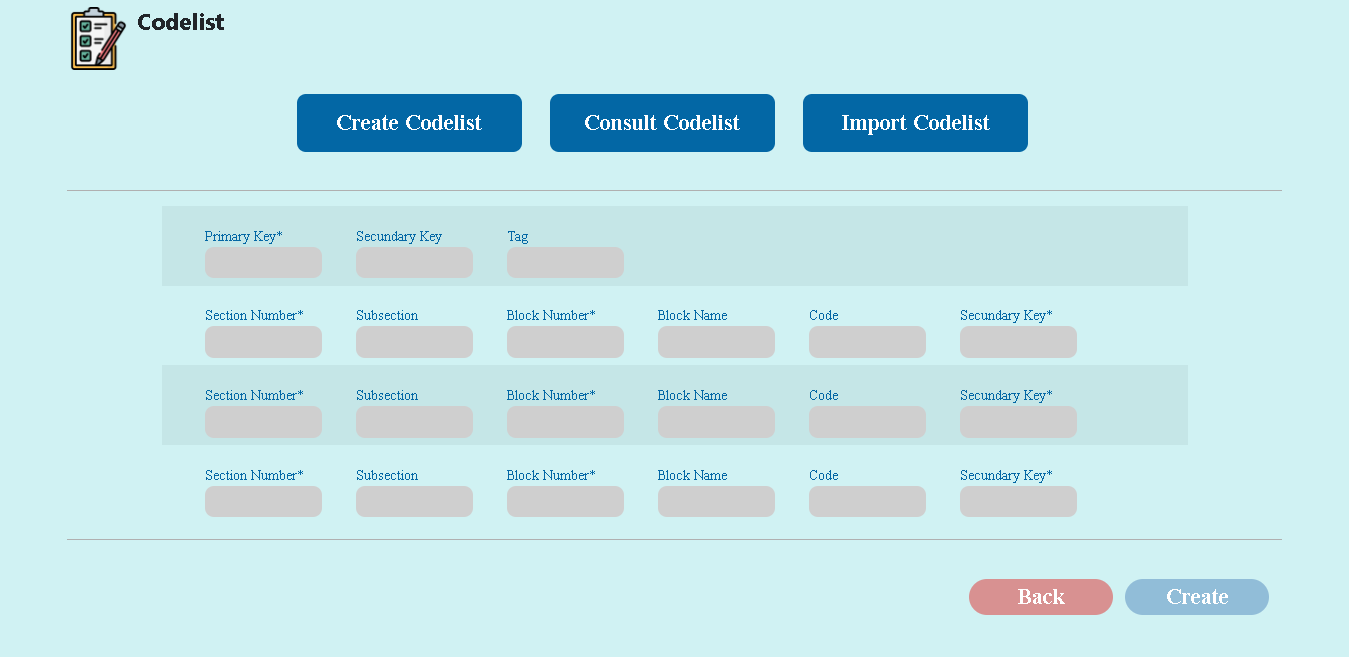 Codelist
Create Codelist Consult Codelist Import Codelist
Primary Key* Secundary Key Tag
Section Number* Subsection Block Number* Block Name Code Secundary Key*
Section Number* Subsection Block Number* Block Name Code Secundary Key*
Section Number* Subsection Block Number* Block Name Code Secundary Key*
Back Create